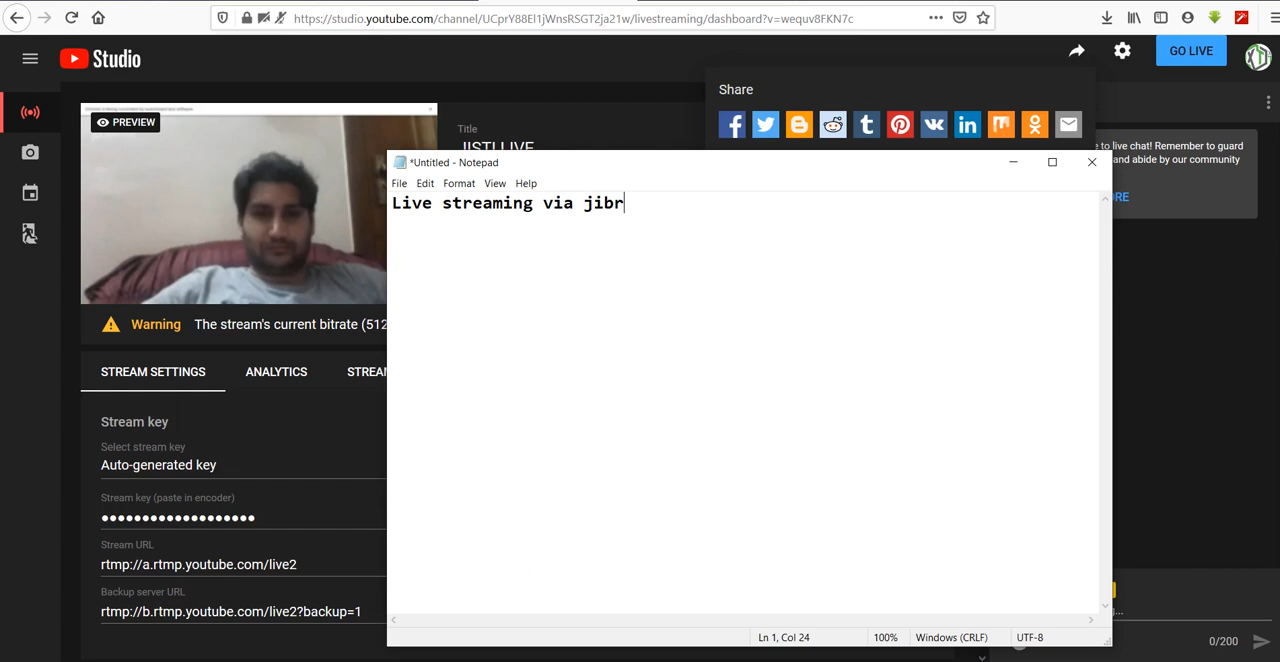 https://studio.youtube.com/channel/UCprY88El1jWnsRSGT2ja21w/livestreaming/dashboard?v=wequv8FKN7c
Studio
GO LIVE
Share
PREVIEW
Title
e to live chat! Remember to guard
and abide by our community
*Untitled - Notepad
File Edit Format View Help
Live streaming via jibr
Warning The stream's current bitrate (512
STREAM SETTINGS ANALYTICS STREA
Stream key
Select stream key
Auto-generated key
Stream key (paste in encoder)
Stream URL
rtmp://a.rtmp.youtube.com/live2
Backup server URL
rtmp://b.rtmp.youtube.com/live2?backup=1
Ln 1, Col 24 100% Windows (CRLF) UTF-8
0/200